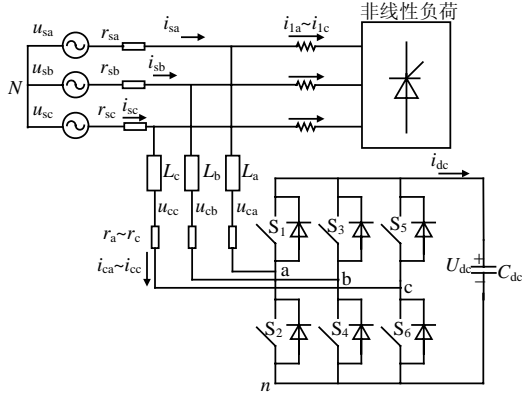 非线性负荷
u_sa r_sa i_sa i_1a~i_1c
u_sb r_sb i_sb
N
u_sc r_sc i_sc
L_c L_b L_a i_dc
u_cc u_cb u_ca S_1 S_3 S_5
r_a~r_c
i_ca~i_cc
a b c
U_dc + − C_dc
S_2 S_4 S_6
n